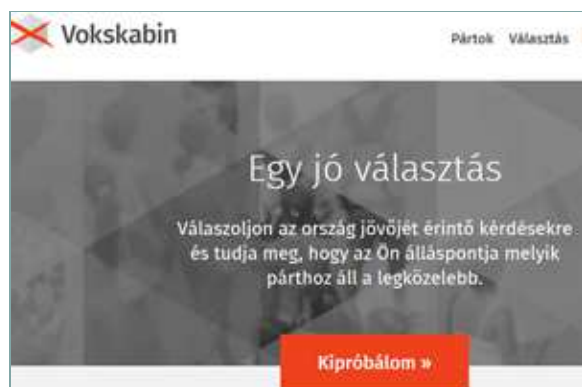 Vokskabin
Pártok Választás
Egy jó választás
Válaszoljon az ország jövőjét érintő kérdésekre
és tudja meg, hogy az Ön álláspontja melyik
párthoz áll a legközelebb.
Kipróbálom »